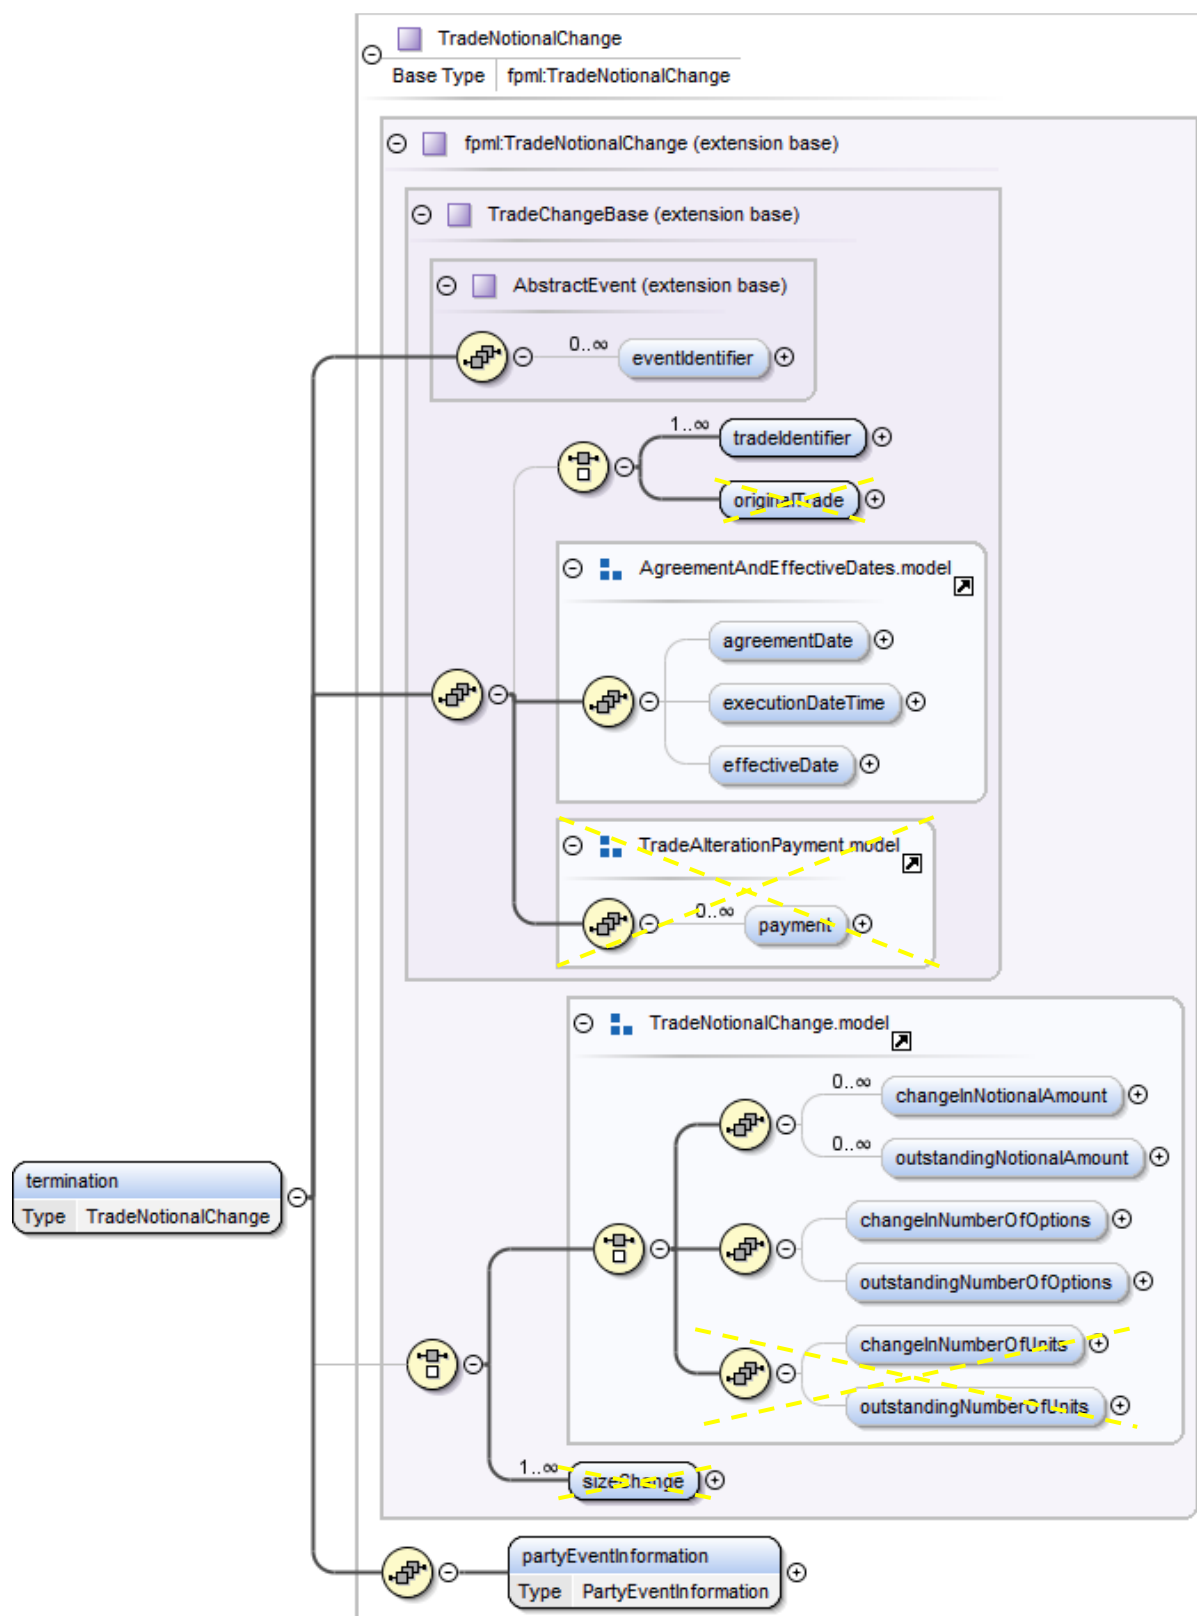 TradeNotionalChange
Base Type fpml:TradeNotionalChange
fpml:TradeNotionalChange (extension base)
TradeChangeBase (extension base)
AbstractEvent (extension base)
0..∞ eventIdentifier
1..∞ tradeIdentifier
originalTrade
AgreementAndEffectiveDates.model
agreementDate
executionDateTime
effectiveDate
TradeAlterationPayment.model
0..∞ payment
TradeNotionalChange.model
0..∞ changeInNotionalAmount
0..∞ outstandingNotionalAmount
termination
Type TradeNotionalChange
changeInNumberOfOptions
outstandingNumberOfOptions
changeInNumberOfUnits
outstandingNumberOfUnits
1..∞ sizeChange
partyEventInformation
Type PartyEventInformation